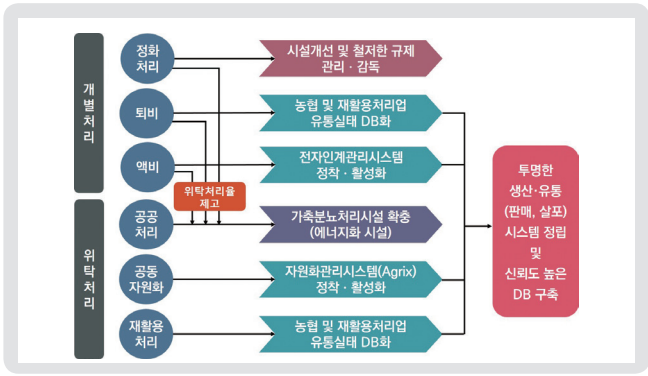 개별처리
정화
처리
시설개선 및 철저한 규제
관리 · 감독
퇴비
농협 및 재활용처리업
유통실태 DB화
액비
전자인계관리시스템
정착 · 활성화
위탁처리율
제고
위탁처리
공공
처리
가축분뇨처리시설 확충
(에너지화 시설)
공동
자원화
자원화관리시스템(Agrix)
정착 · 활성화
재활용
처리
농협 및 재활용처리업
유통실태 DB화
투명한
생산·유통
(판매, 살포)
시스템 정립
및
신뢰도 높은
DB 구축